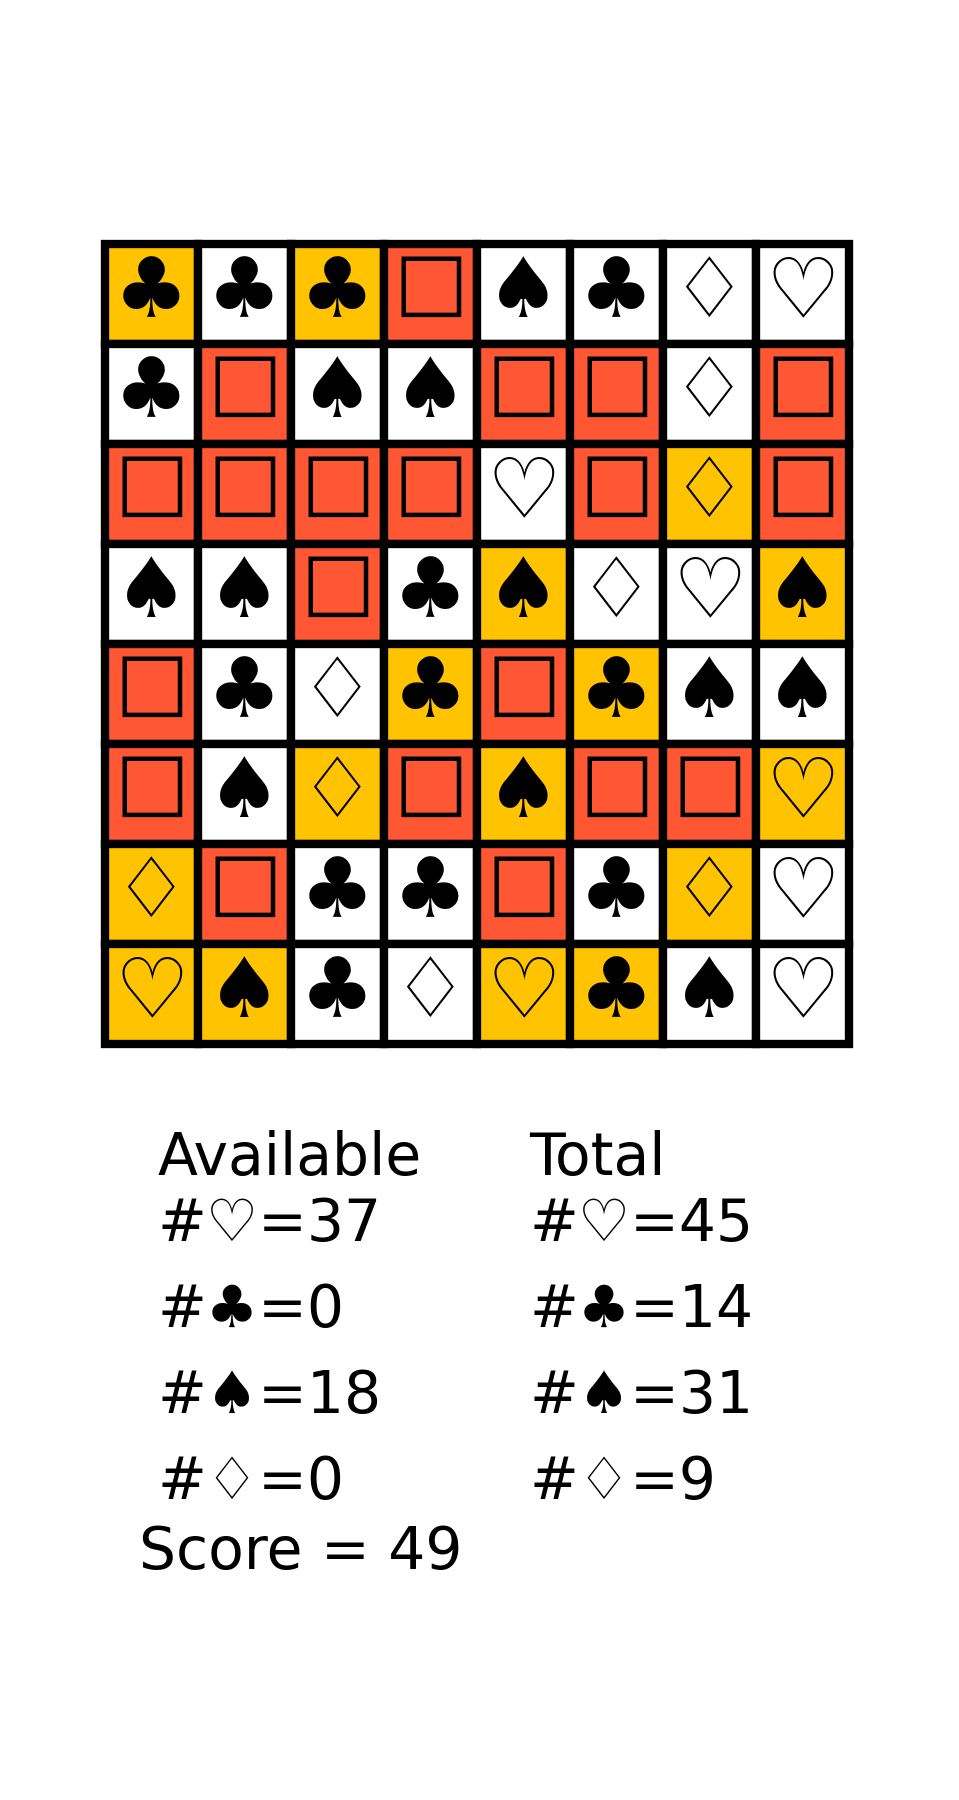 ♣ ♣ ♣ □ ♠ ♣ ♢ ♡
♣ □ ♠ ♠ □ □ ♢ □
□ □ □ □ ♡ □ ♢ □
♠ ♠ □ ♣ ♠ ♢ ♡ ♠
□ ♣ ♢ ♣ □ ♣ ♠ ♠
□ ♠ ♢ □ ♠ □ □ ♡
♢ □ ♣ ♣ □ ♣ ♢ ♡
♡ ♠ ♣ ♢ ♡ ♣ ♠ ♡
Available Total
#♡=37 #♡=45
#♣=0 #♣=14
#♠=18 #♠=31
#♢=0 #♢=9
Score = 49